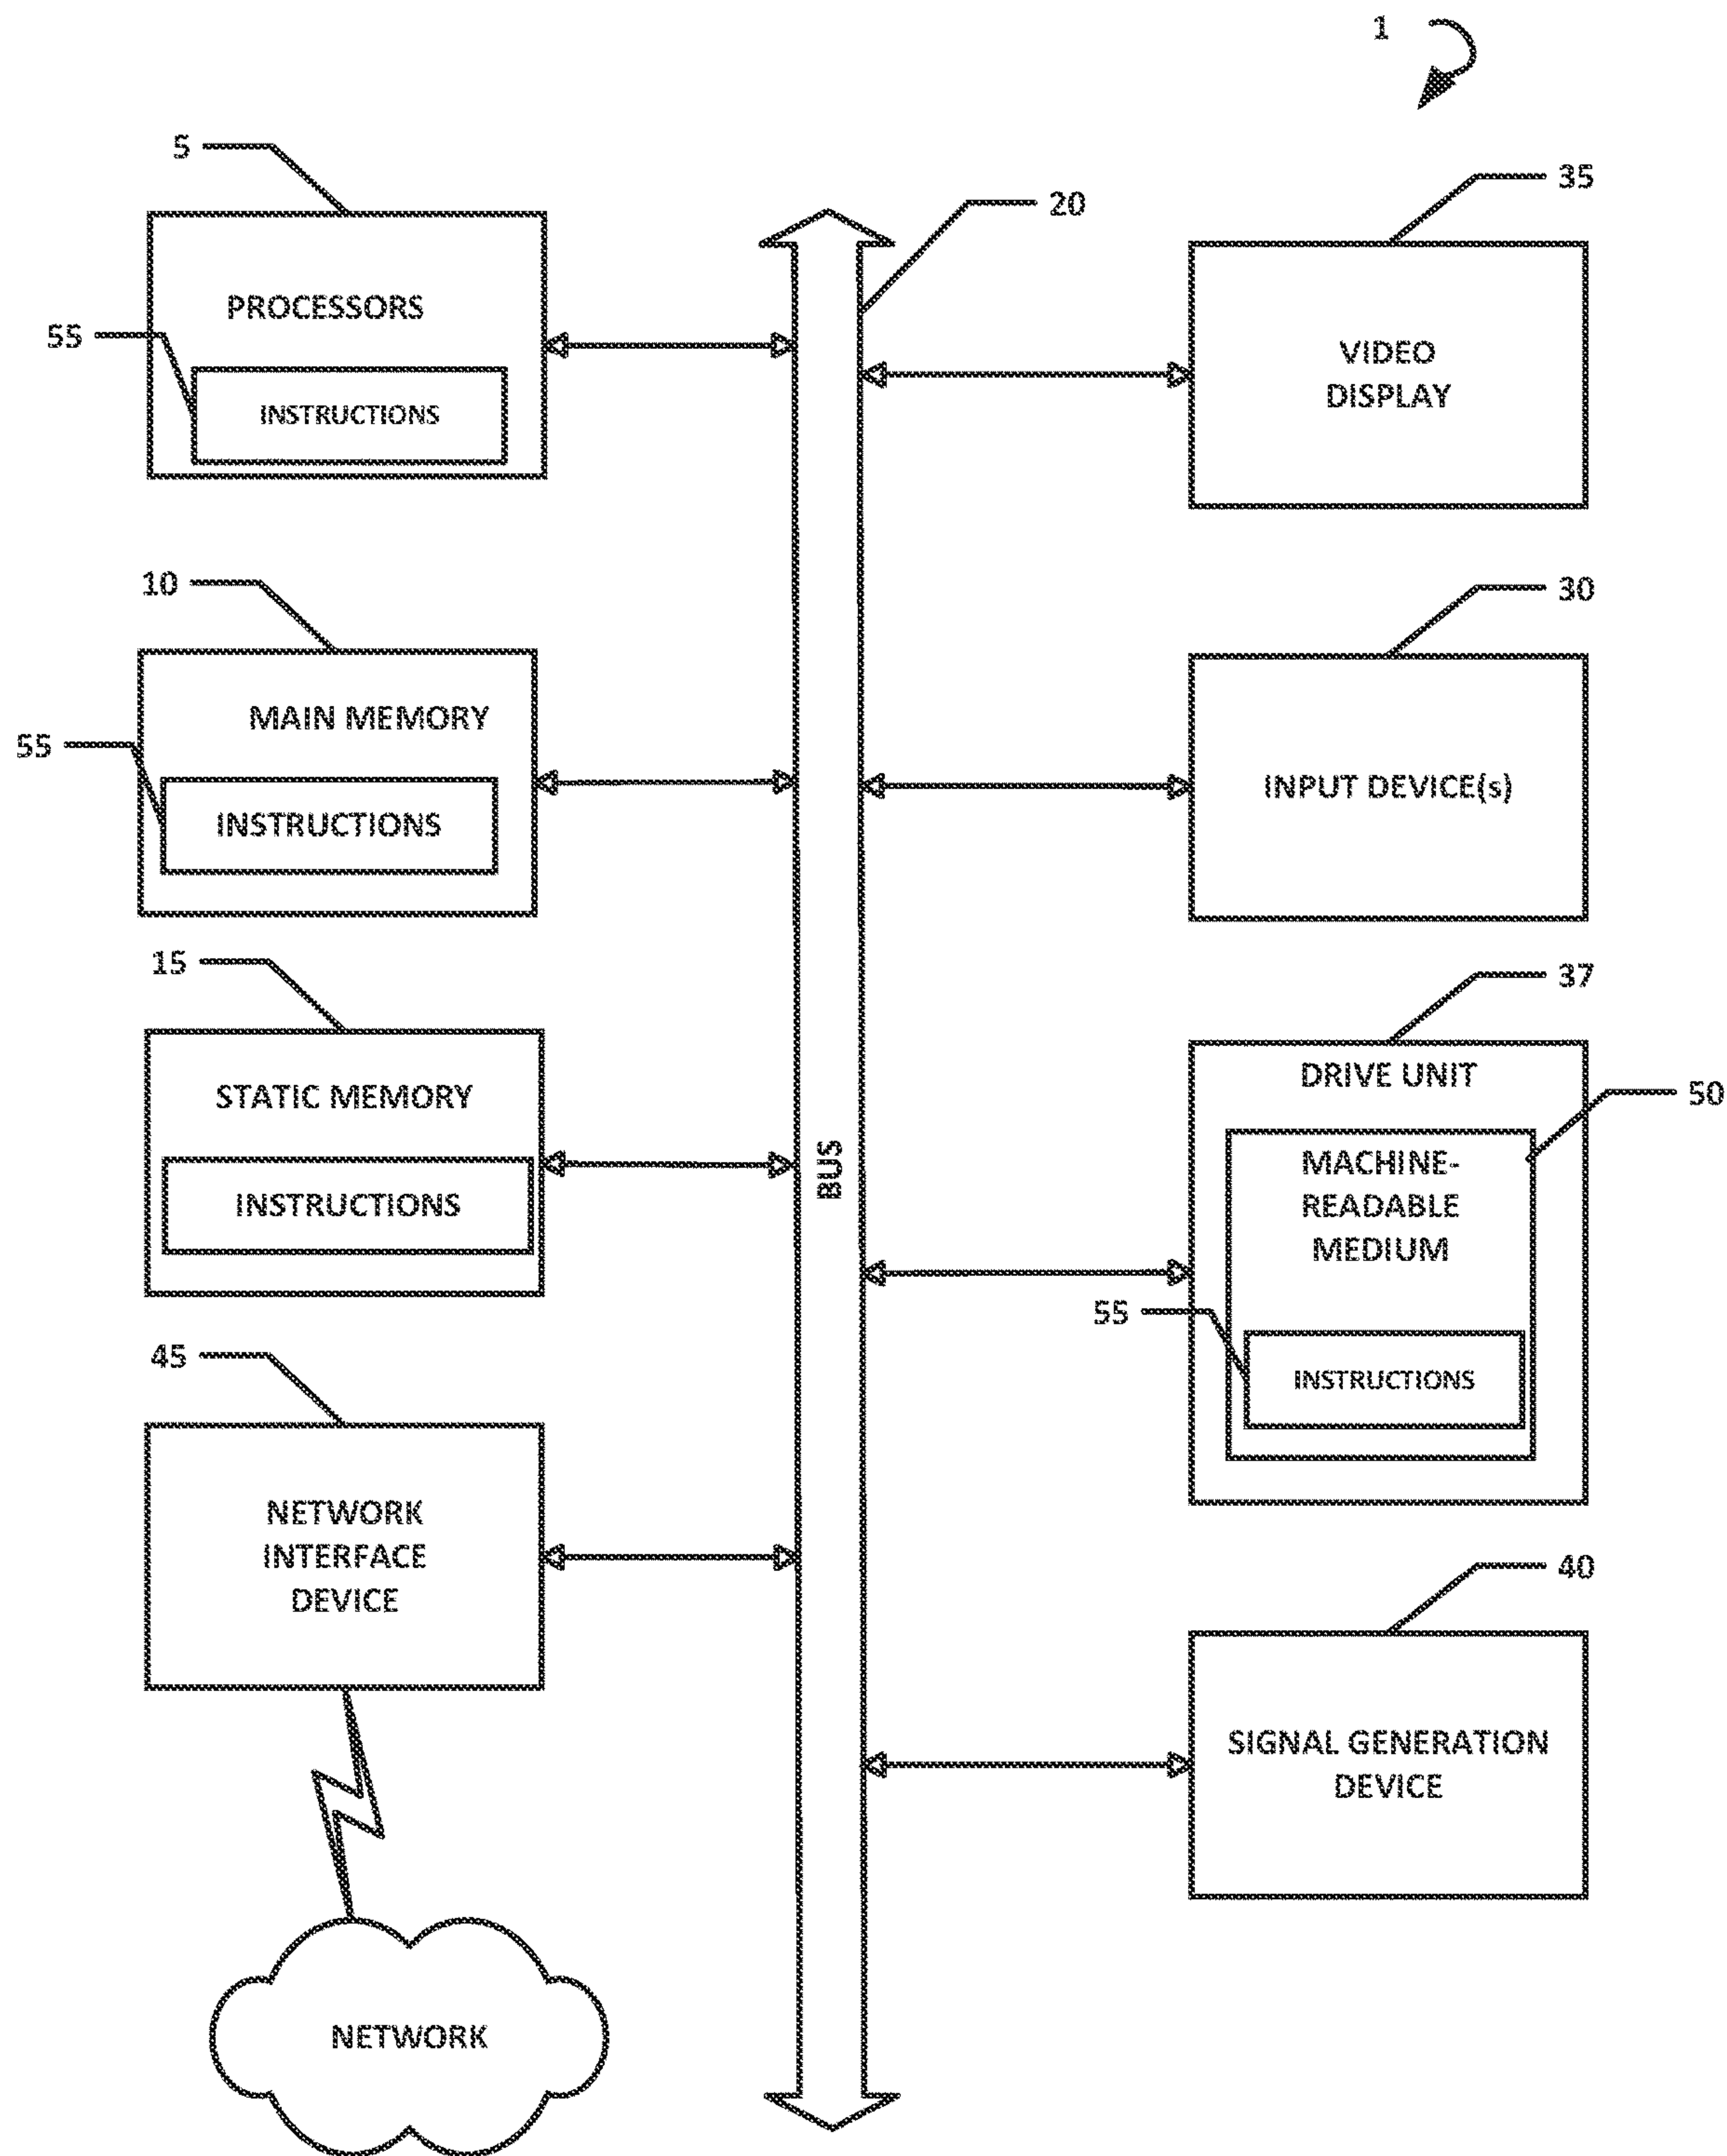 1
5
PROCESSORS
55
INSTRUCTIONS
10
MAIN MEMORY
55
INSTRUCTIONS
15
STATIC MEMORY
INSTRUCTIONS
45
NETWORK
INTERFACE
DEVICE
NETWORK
20
BUS
35
VIDEO
DISPLAY
30
INPUT DEVICE(s)
37
DRIVE UNIT
50
MACHINE-
READABLE
MEDIUM
55
INSTRUCTIONS
40
SIGNAL GENERATION
DEVICE